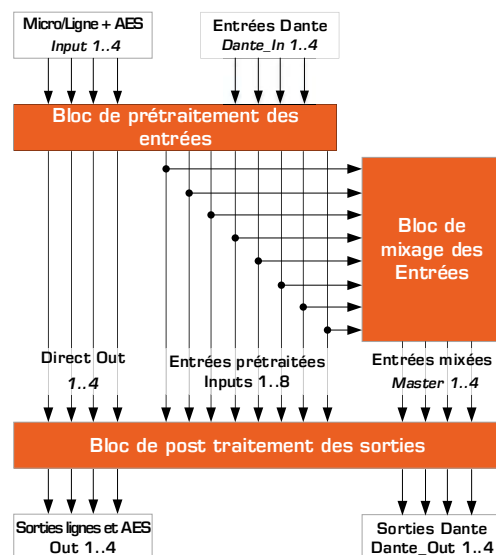 Micro/Ligne + AES
Input 1..4
Entrées Dante
Dante_In 1..4
Bloc de prétraitement des
entrées
Bloc de
mixage des
Entrées
Direct Out
1..4
Entrées prétraitées
Inputs 1..8
Entrées mixées
Master 1..4
Bloc de post traitement des sorties
Sorties lignes et AES
Out 1..4
Sorties Dante
Dante_Out 1..4